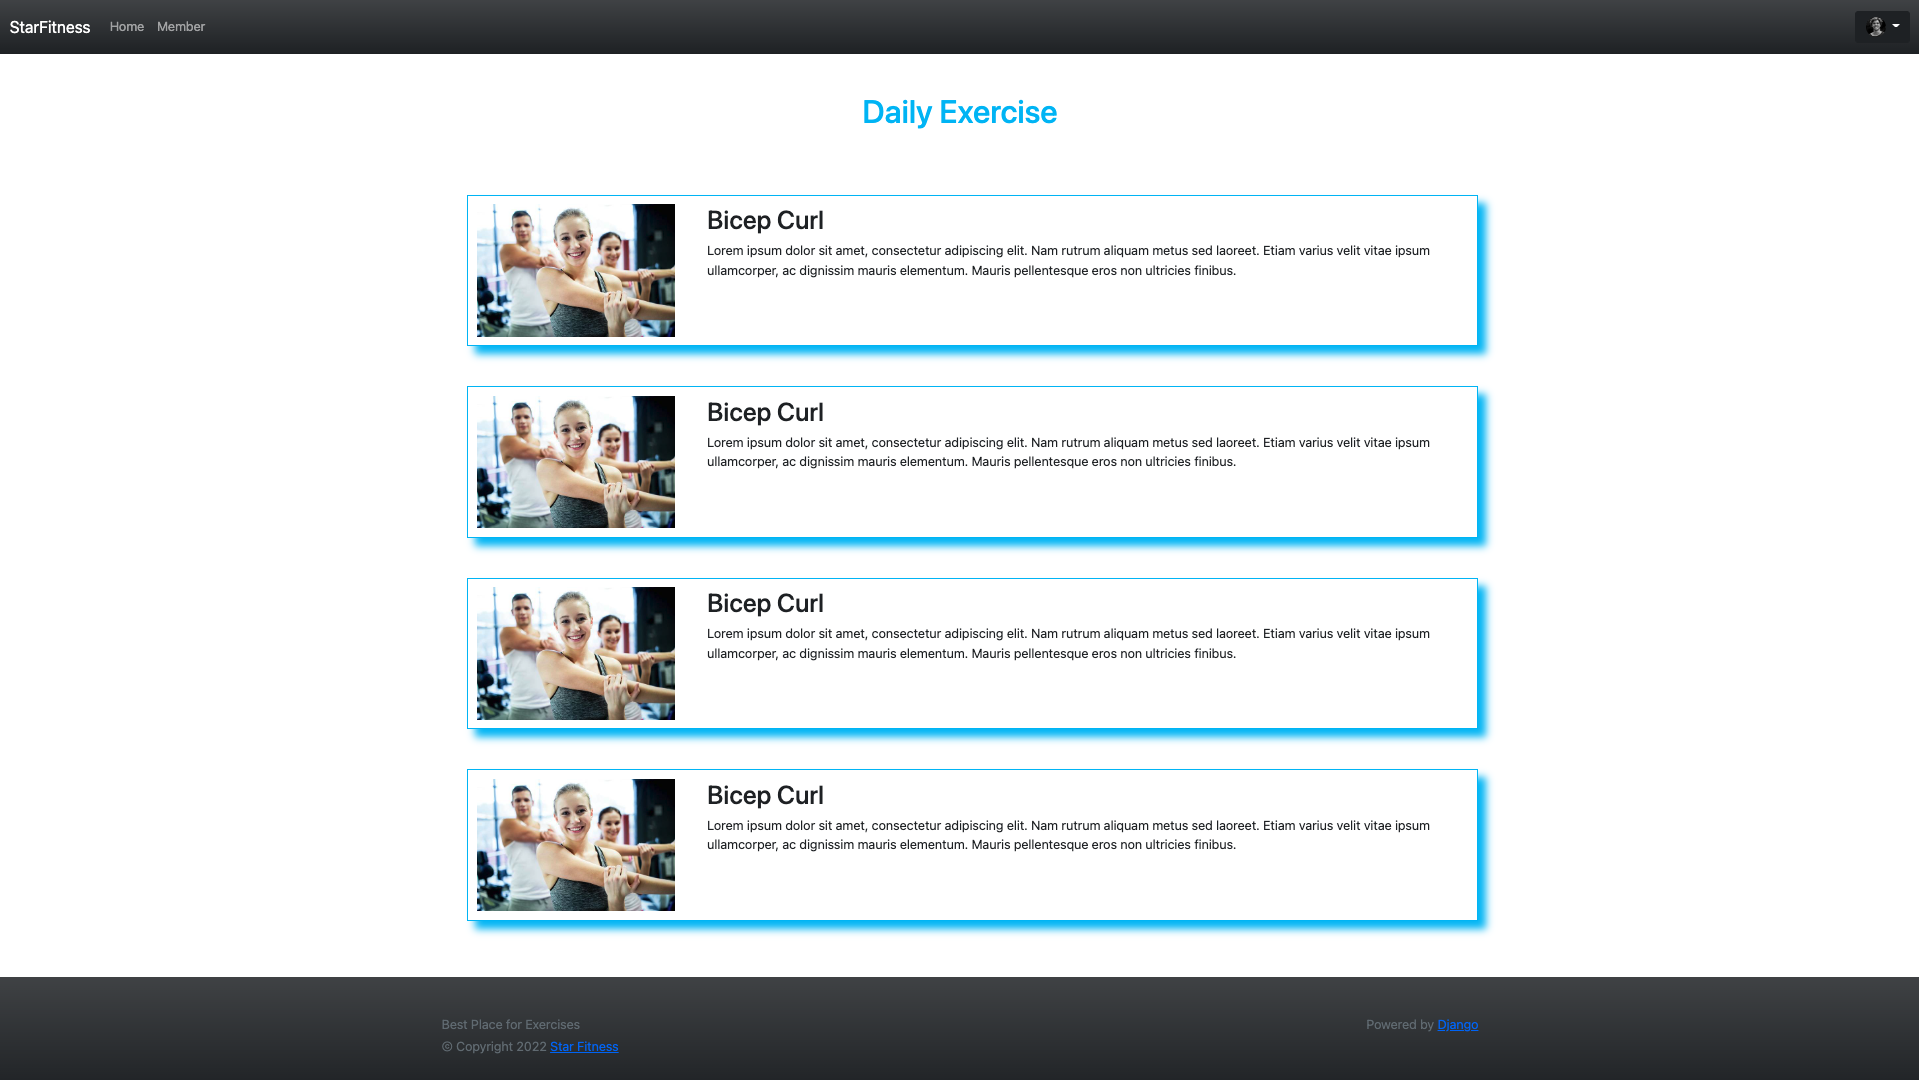 StarFitness Home Member
Daily Exercise
Bicep Curl
Lorem ipsum dolor sit amet, consectetur adipiscing elit. Nam rutrum aliquam metus sed laoreet. Etiam varius velit vitae ipsum
ullamcorper, ac dignissim mauris elementum. Mauris pellentesque eros non ultricies finibus.
Bicep Curl
Lorem ipsum dolor sit amet, consectetur adipiscing elit. Nam rutrum aliquam metus sed laoreet. Etiam varius velit vitae ipsum
ullamcorper, ac dignissim mauris elementum. Mauris pellentesque eros non ultricies finibus.
Bicep Curl
Lorem ipsum dolor sit amet, consectetur adipiscing elit. Nam rutrum aliquam metus sed laoreet. Etiam varius velit vitae ipsum
ullamcorper, ac dignissim mauris elementum. Mauris pellentesque eros non ultricies finibus.
Bicep Curl
Lorem ipsum dolor sit amet, consectetur adipiscing elit. Nam rutrum aliquam metus sed laoreet. Etiam varius velit vitae ipsum
ullamcorper, ac dignissim mauris elementum. Mauris pellentesque eros non ultricies finibus.
Best Place for Exercises
© Copyright 2022 Star Fitness
Powered by Django